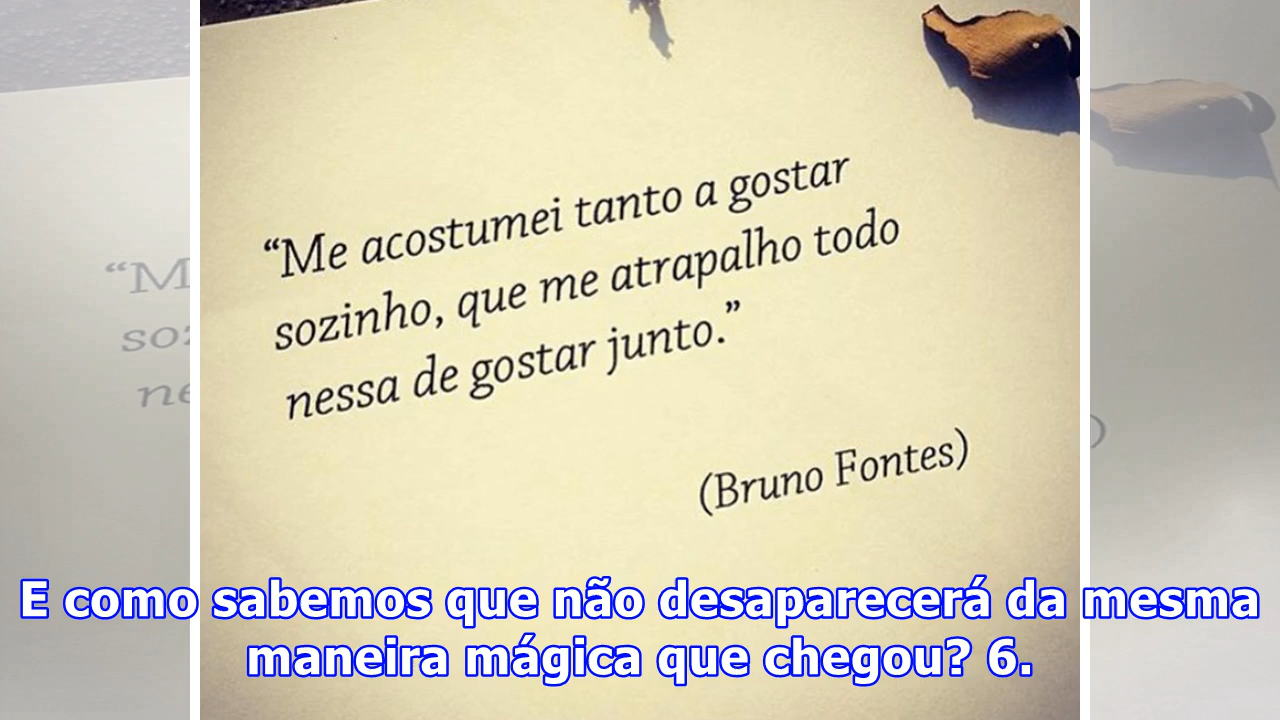 “Me acostumei tanto a gostar
sozinho, que me atrapalho todo
nessa de gostar junto.”
(Bruno Fontes)
E como sabemos que não desaparecerá da mesma
maneira mágica que chegou? 6.